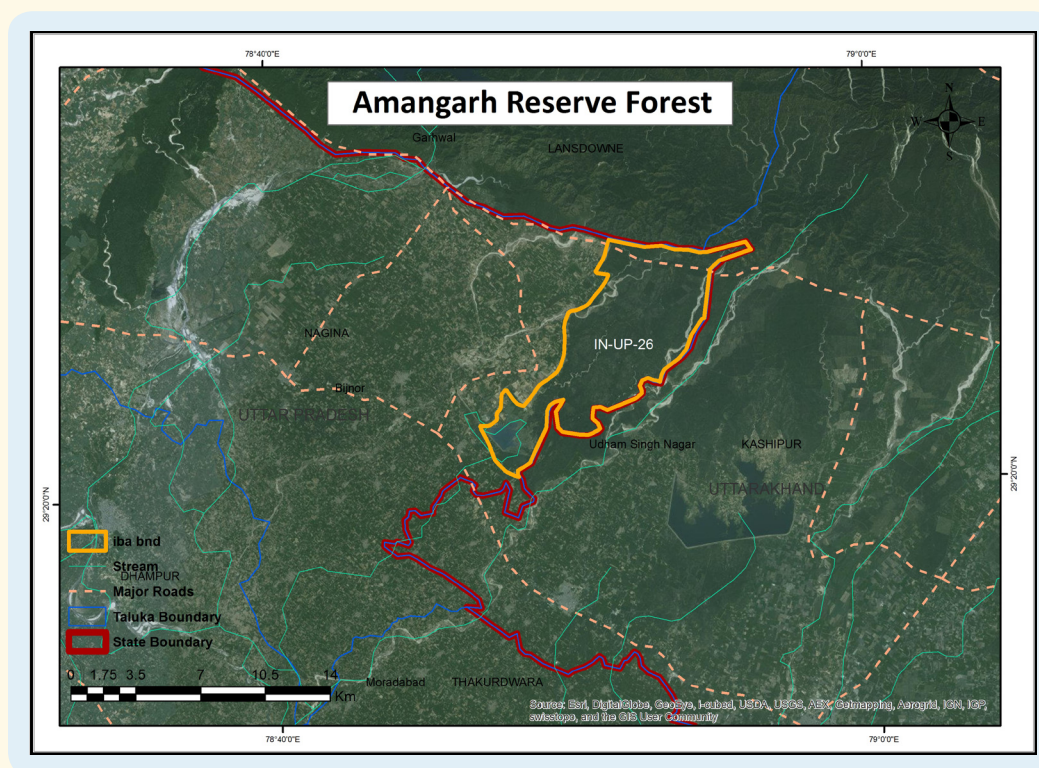 78°40'0"E
79°0'0"E
Amangarh Reserve Forest
N
W
E
S
Garhwal
LANSDOWNE
NAGINA
IN-UP-26
Bijnor
UTTAR PRADESH
Udham Singh Nagar
KASHIPUR
UTTARAKHAND
29°20'0"N
29°20'0"N
iba bnd
Stream
DHAMPUR
Major Roads
Taluka Boundary
State Boundary
0 1.75 3.5 7 10.5 14
Km
Moradabad
THAKURDWARA
Source: Esri, DigitalGlobe, GeoEye, i-cubed, USDA, USGS, AEX, Getmapping, Aerogrid, IGN, IGP,
swisstopo, and the GIS User Community
78°40'0"E
79°0'0"E